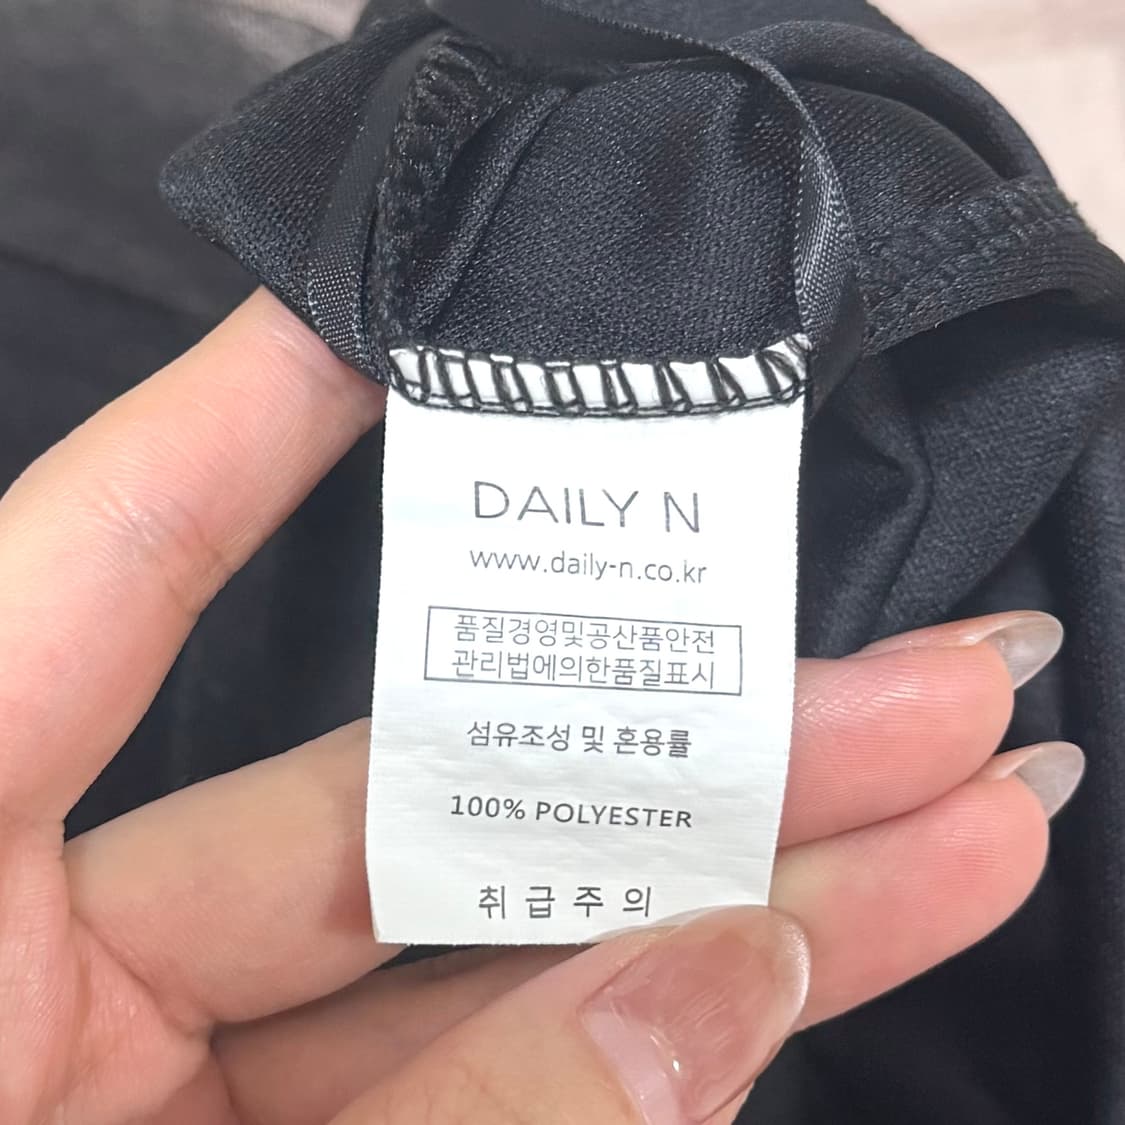 DAILY N
www.daily-n.co.kr
품질경영및공산품안전
관리법에의한품질표시
섬유조성 및 혼용률
100% POLYESTER
취급주의